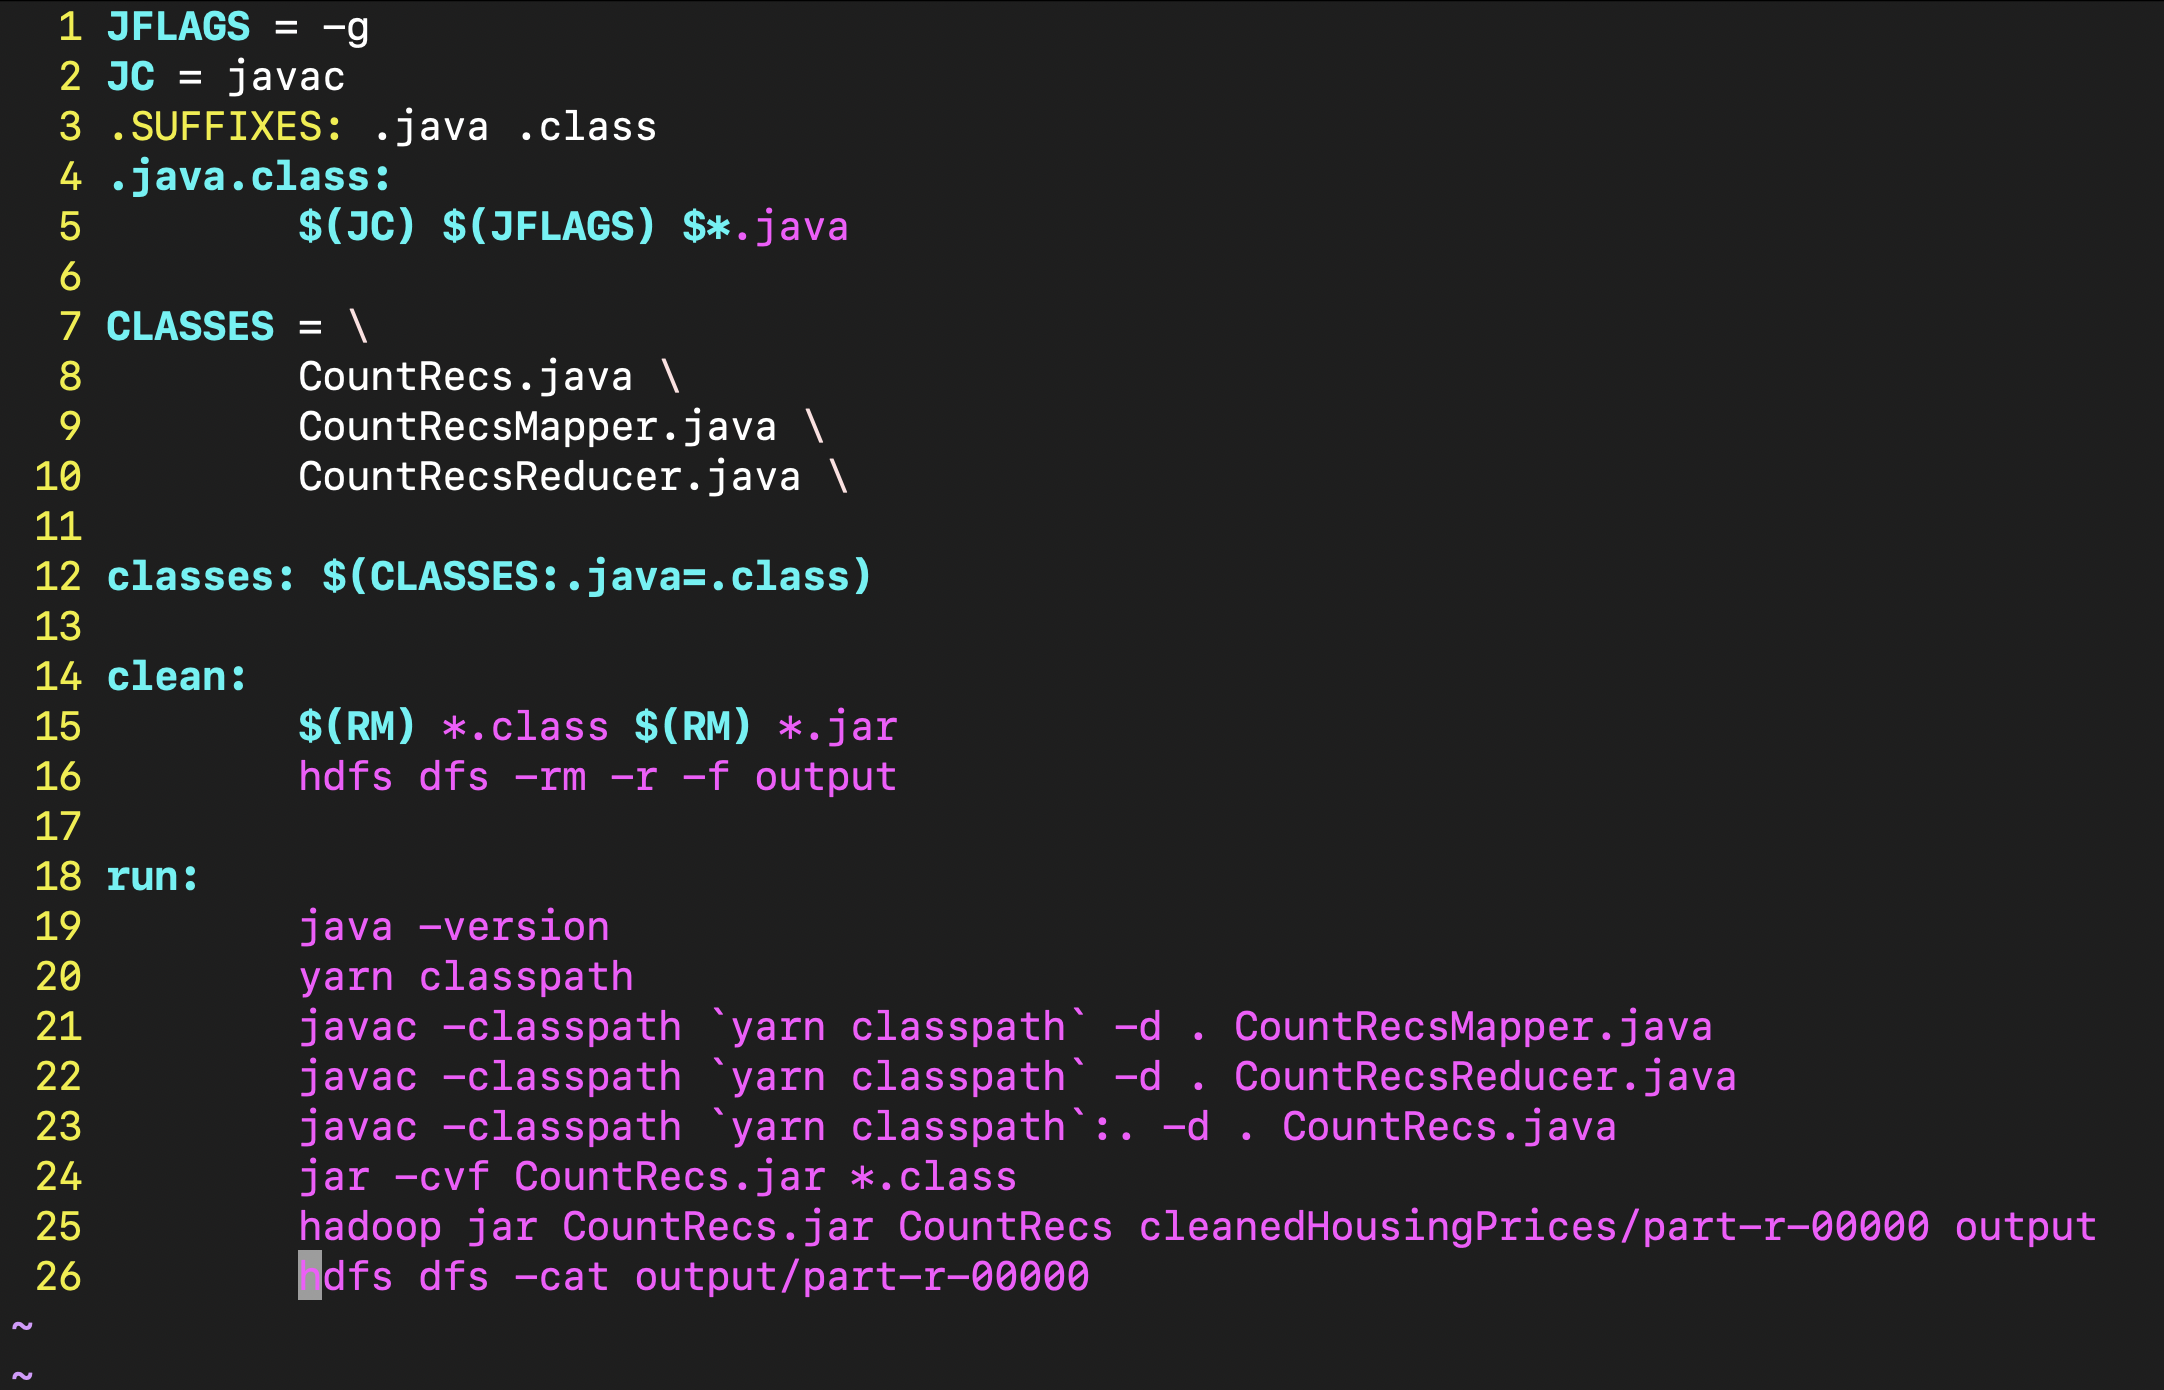 1 JFLAGS = -g
2 JC = javac
3 .SUFFIXES: .java .class
4 .java.class:
5         $(JC) $(JFLAGS) $*.java
6
7 CLASSES = \
8         CountRecs.java \
9         CountRecsMapper.java \
10         CountRecsReducer.java \
11
12 classes: $(CLASSES:.java=.class)
13
14 clean:
15         $(RM) *.class $(RM) *.jar
16         hdfs dfs -rm -r -f output
17
18 run:
19         java -version
20         yarn classpath
21         javac -classpath `yarn classpath` -d . CountRecsMapper.java
22         javac -classpath `yarn classpath` -d . CountRecsReducer.java
23         javac -classpath `yarn classpath`:. -d . CountRecs.java
24         jar -cvf CountRecs.jar *.class
25         hadoop jar CountRecs.jar CountRecs cleanedHousingPrices/part-r-00000 output
26         hdfs dfs -cat output/part-r-00000
~
~